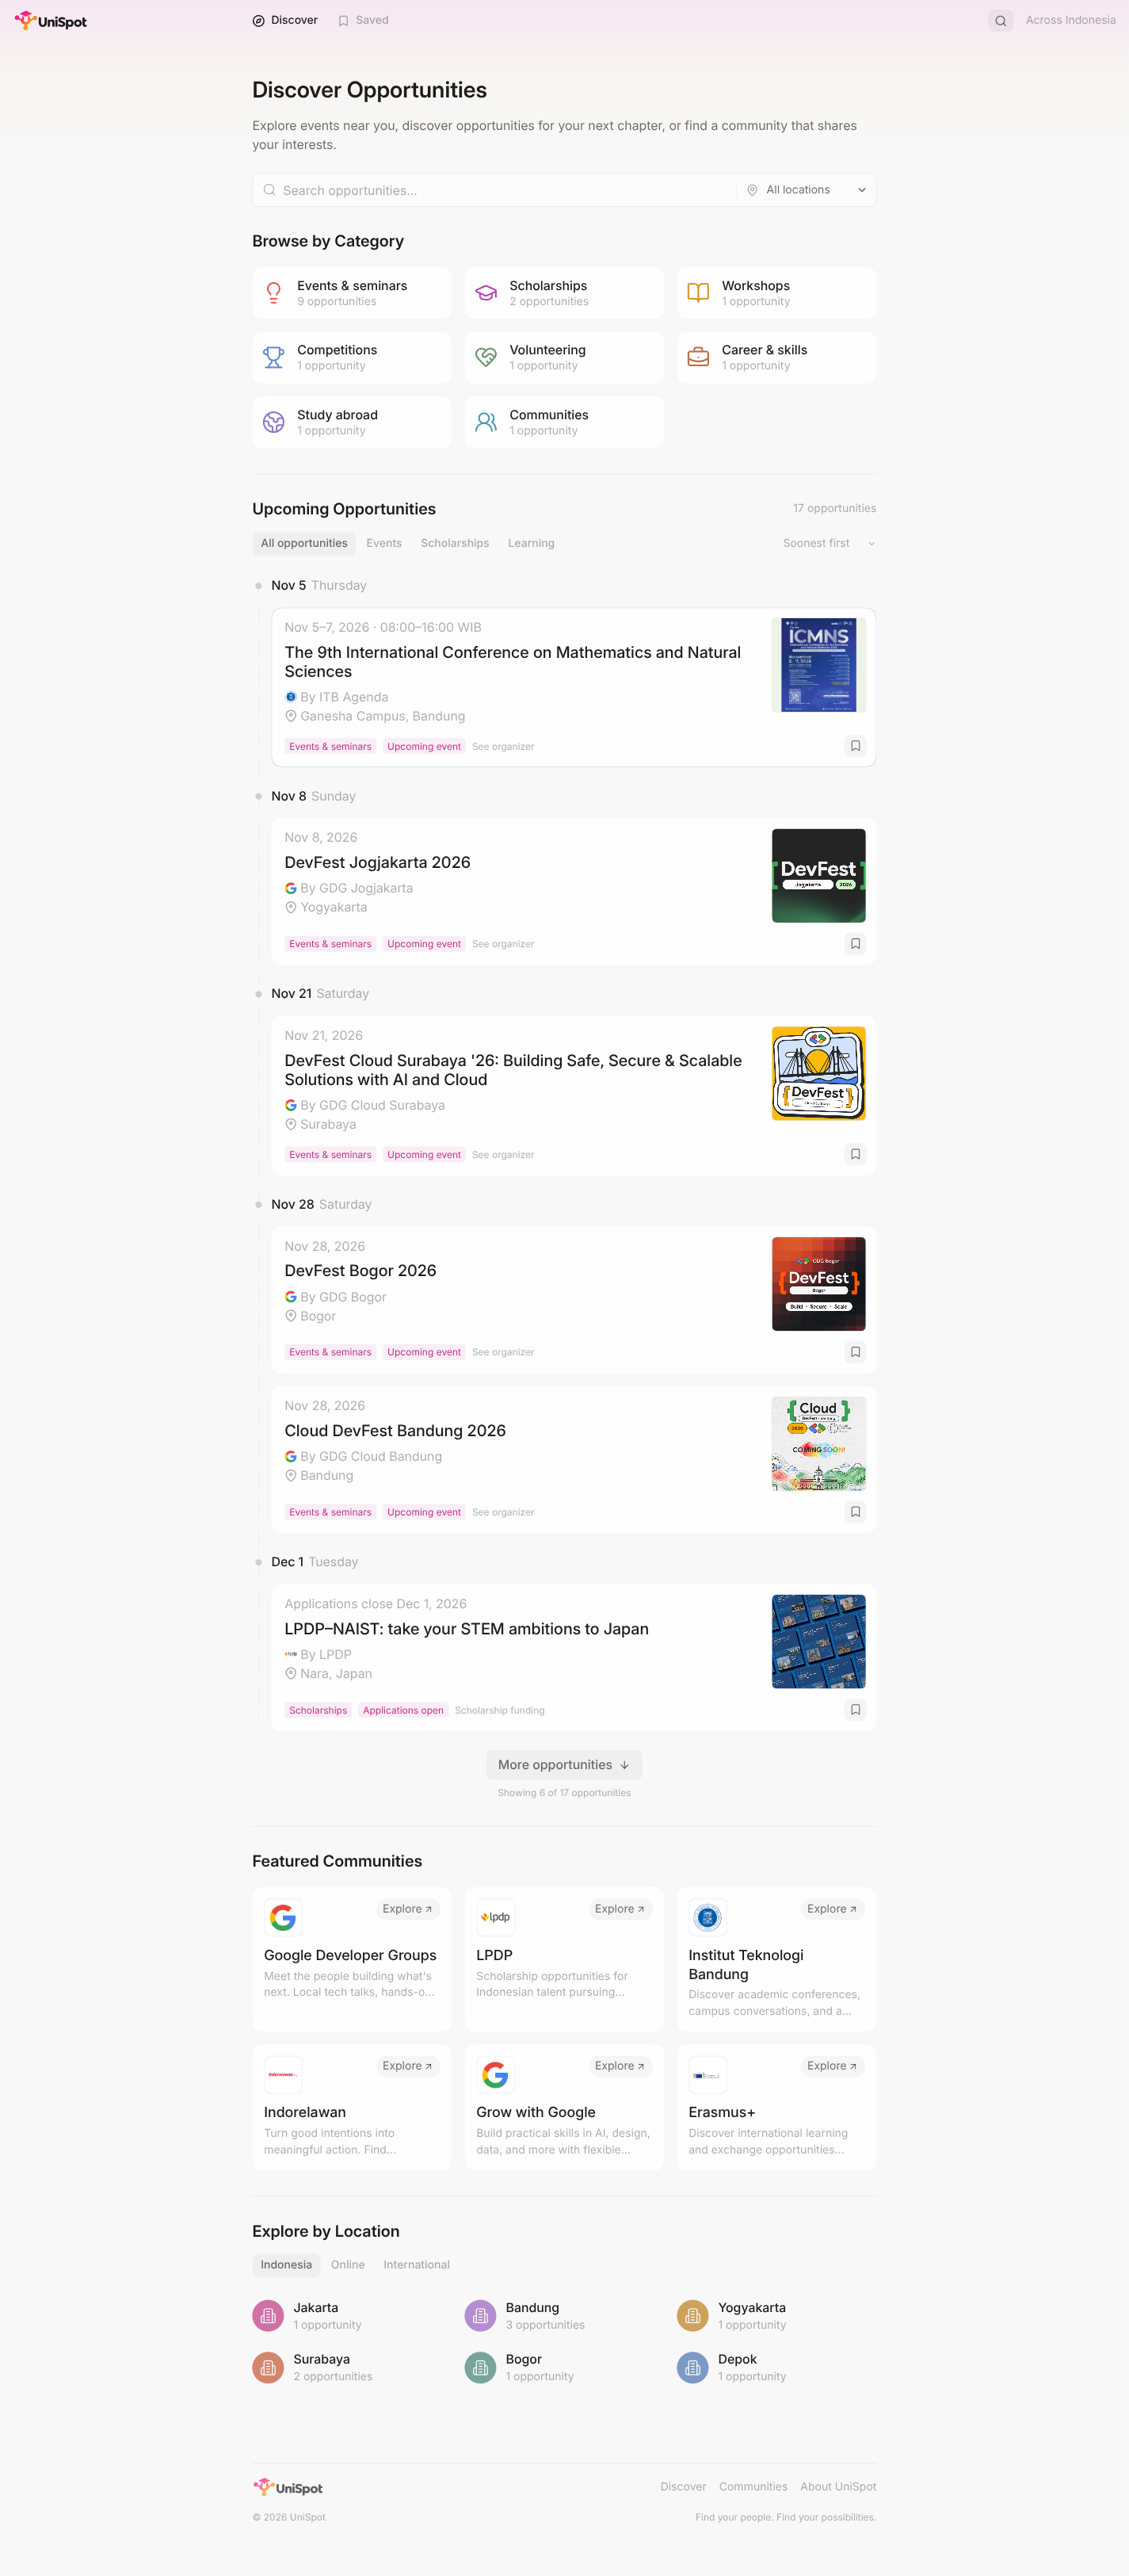 UniSpot
Discover
Saved
Across Indonesia
Discover Opportunities
Explore events near you, discover opportunities for your next chapter, or find a community that shares
your interests.
Search opportunities...
All locations
Browse by Category
Events & seminars
9 opportunities
Scholarships
2 opportunities
Workshops
1 opportunity
Competitions
1 opportunity
Volunteering
1 opportunity
Career & skills
1 opportunity
Study abroad
1 opportunity
Communities
1 opportunity
Upcoming Opportunities
17 opportunities
All opportunities
Events
Scholarships
Learning
Soonest first
Nov 5 Thursday
Nov 5–7, 2026 · 08:00–16:00 WIB
The 9th International Conference on Mathematics and Natural
Sciences
By ITB Agenda
Ganesha Campus, Bandung
Events & seminars
Upcoming event
See organizer
ICMNS
Nov 8 Sunday
Nov 8, 2026
DevFest Jogjakarta 2026
By GDG Jogjakarta
Yogyakarta
Events & seminars
Upcoming event
See organizer
DevFest
Jogjakarta
2026
Nov 21 Saturday
Nov 21, 2026
DevFest Cloud Surabaya '26: Building Safe, Secure & Scalable
Solutions with AI and Cloud
By GDG Cloud Surabaya
Surabaya
Events & seminars
Upcoming event
See organizer
DevFest
Nov 28 Saturday
Nov 28, 2026
DevFest Bogor 2026
By GDG Bogor
Bogor
Events & seminars
Upcoming event
See organizer
GDG Bogor
DevFest
Bogor
Build • Secure • Scale
Nov 28, 2026
Cloud DevFest Bandung 2026
By GDG Cloud Bandung
Bandung
Events & seminars
Upcoming event
See organizer
Cloud
2026
COMING SOON!
Dec 1 Tuesday
Applications close Dec 1, 2026
LPDP–NAIST: take your STEM ambitions to Japan
By LPDP
Nara, Japan
Scholarships
Applications open
Scholarship funding
More opportunities
Showing 6 of 17 opportunities
Featured Communities
Explore
Google Developer Groups
Meet the people building what's
next. Local tech talks, hands-o...
lpdp
Explore
LPDP
Scholarship opportunities for
Indonesian talent pursuing...
Explore
Institut Teknologi
Bandung
Discover academic conferences,
campus conversations, and a...
Explore
Indorelawan
Turn good intentions into
meaningful action. Find...
Explore
Grow with Google
Build practical skills in AI, design,
data, and more with flexible...
Explore
Erasmus+
Discover international learning
and exchange opportunities...
Explore by Location
Indonesia
Online
International
Jakarta
1 opportunity
Bandung
3 opportunities
Yogyakarta
1 opportunity
Surabaya
2 opportunities
Bogor
1 opportunity
Depok
1 opportunity
UniSpot
Discover
Communities
About UniSpot
© 2026 UniSpot
Find your people. Find your possibilities.